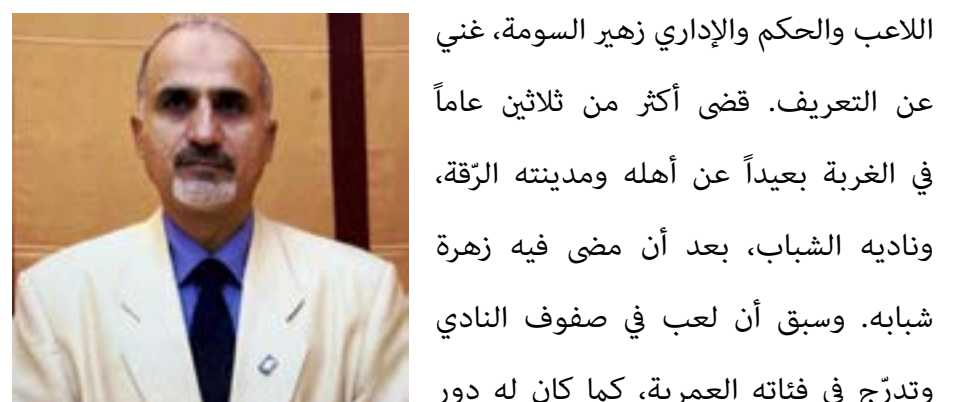 اللاعب والحكم والإداري زهير السومة، غني
عن التعريف. قضى أكثر من ثلاثين عاماً
في الغربة بعيداً عن أهله ومدينته الرّقة،
وناديه الشباب، بعد أن مضى فيه زهرة
شبابه. وسبق أن لعب في صفوف النادي
وتدرّج في فئاته العمرية، كما كان له دور